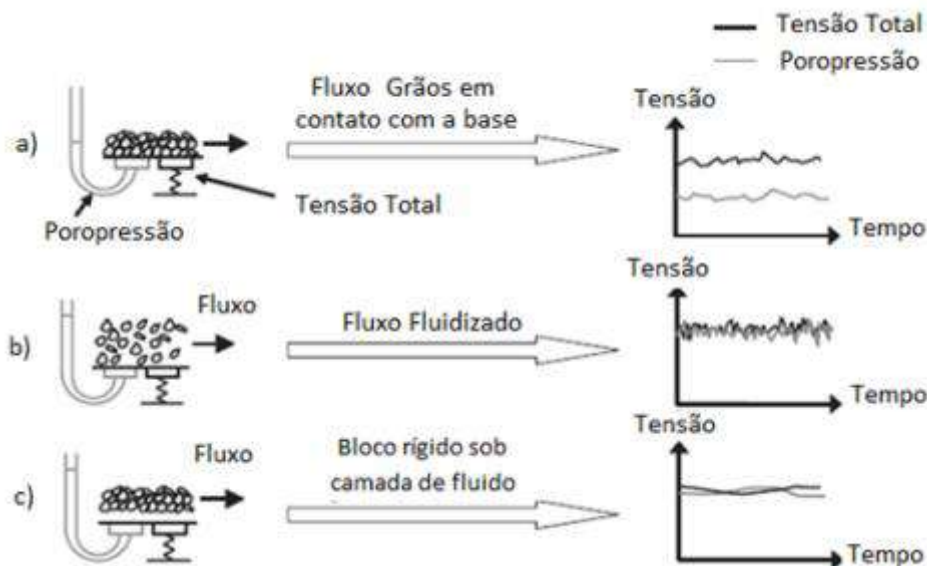 Tensão Total
Poropressão
a)
Fluxo Grãos em
contato com a base
Tensão Total
Poropressão
Tensão
Tempo
b)
Fluxo
Fluxo Fluidizado
Tensão
Tempo
c)
Fluxo
Bloco rígido sob
camada de fluido
Tensão
Tempo